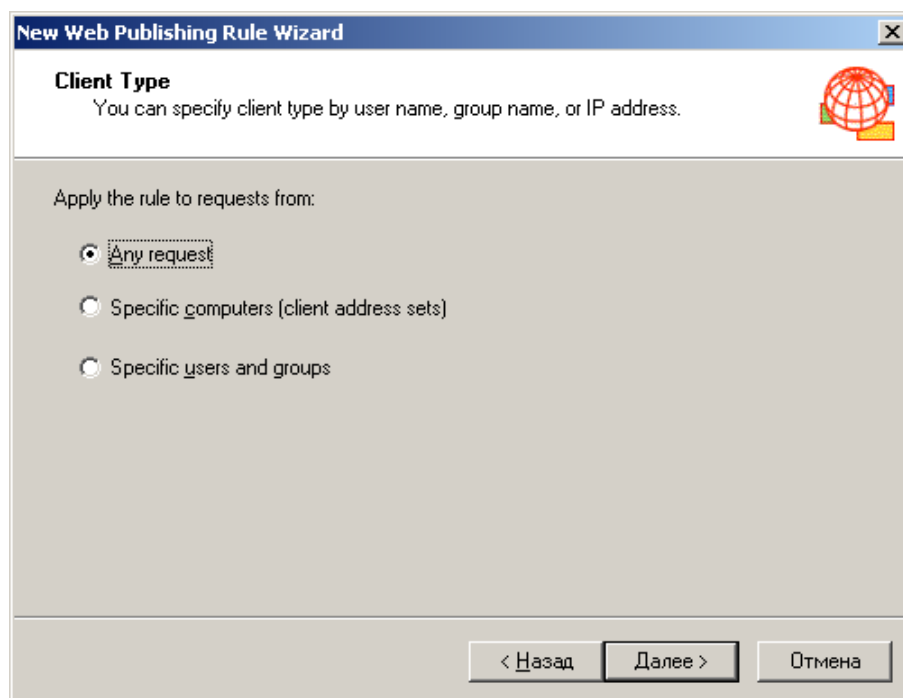 New Web Publishing Rule Wizard
Client Type
You can specify client type by user name, group name, or IP address.
Apply the rule to requests from:
Any request
Specific computers (client address sets)
Specific users and groups
< Назад Далее > Отмена